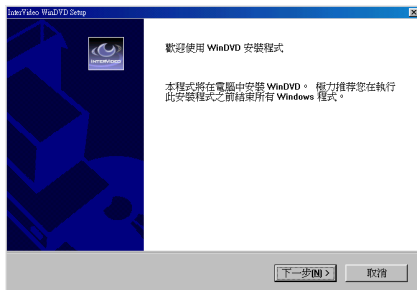 InterVideo WinDVD Setup
INTERVIDEO
歡迎使用 WinDVD 安裝程式
本程式將在電腦中安裝 WinDVD。 極力推荐您在執行
此安裝程式之前結束所有 Windows 程式。
下一步(N) >
取消